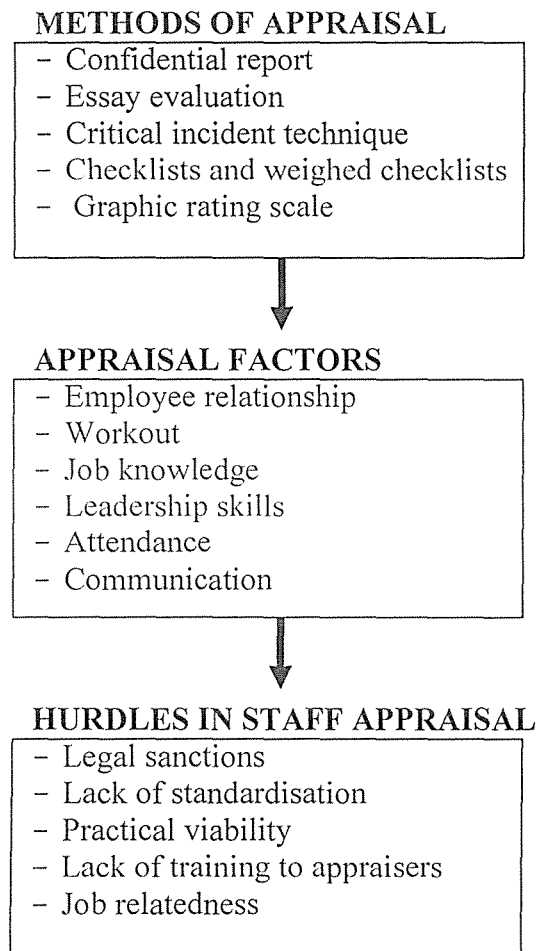 METHODS OF APPRAISAL
– Confidential report
– Essay evaluation
– Critical incident technique
– Checklists and weighed checklists
– Graphic rating scale
APPRAISAL FACTORS
– Employee relationship
– Workout
– Job knowledge
– Leadership skills
– Attendance
– Communication
HURDLES IN STAFF APPRAISAL
– Legal sanctions
– Lack of standardisation
– Practical viability
– Lack of training to appraisers
– Job relatedness